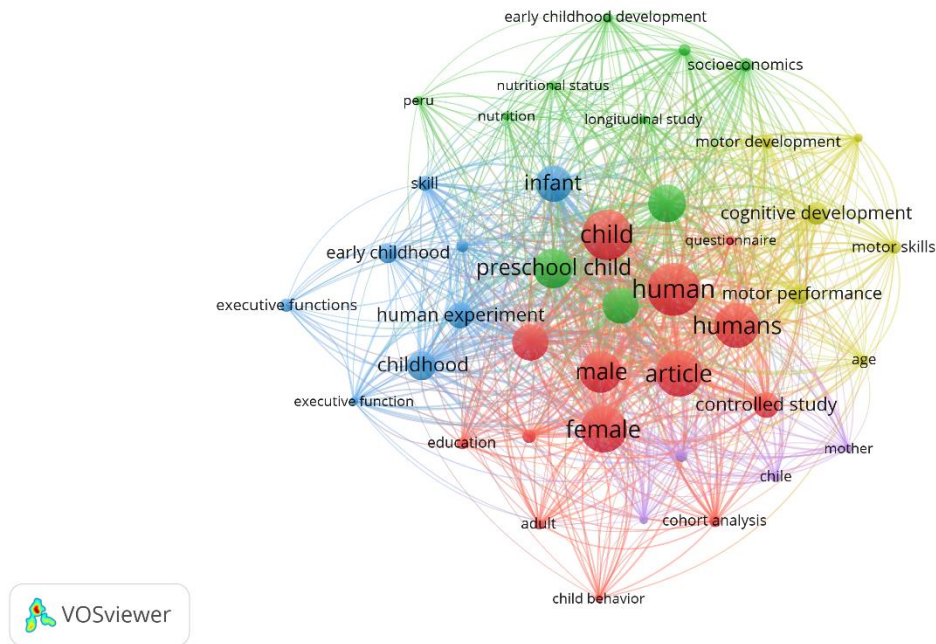 early childhood development
socioeconomics
nutritional status
peru
nutrition
longitudinal study
motor development
skill
infant
cognitive development
child
questionnaire
motor skills
early childhood
preschool child
human
motor performance
executive functions
human experiment
humans
age
childhood
male
article
executive function
controlled study
female
education
mother
chile
adult
cohort analysis
child behavior
VOSviewer